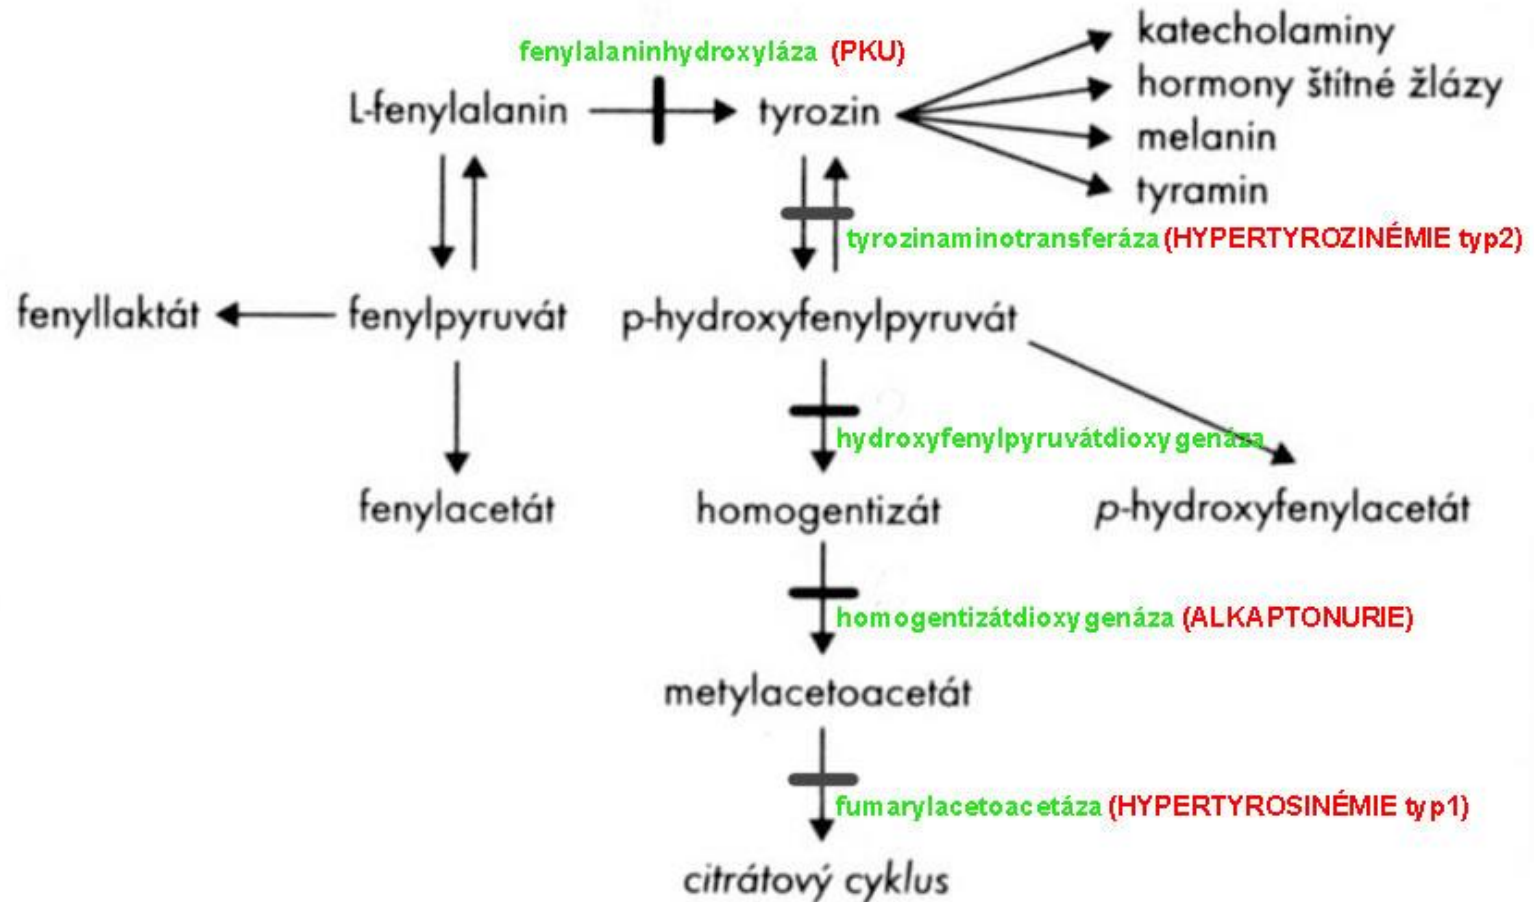 katecholaminy
fenylalaninhydroxyláza (PKU)
hormony štítné žlázy
L-fenylalanin
tyrozin
melanin
tyramin
tyrozinaminotransferáza (HYPERTYROZINÉMIE typ2)
fenyllaktát
fenylpyruvát
p-hydroxyfenylpyruvát
hydroxyfenylpyruvátdioxygenáza
fenylacetát
homogentizát
p-hydroxyfenylacetát
homogentizátdioxygenáza (ALKAPTONURIE)
metylacetoacetát
fumarylacetoacetáza (HYPERTYROSINÉMIE typ1)
citrátový cyklus